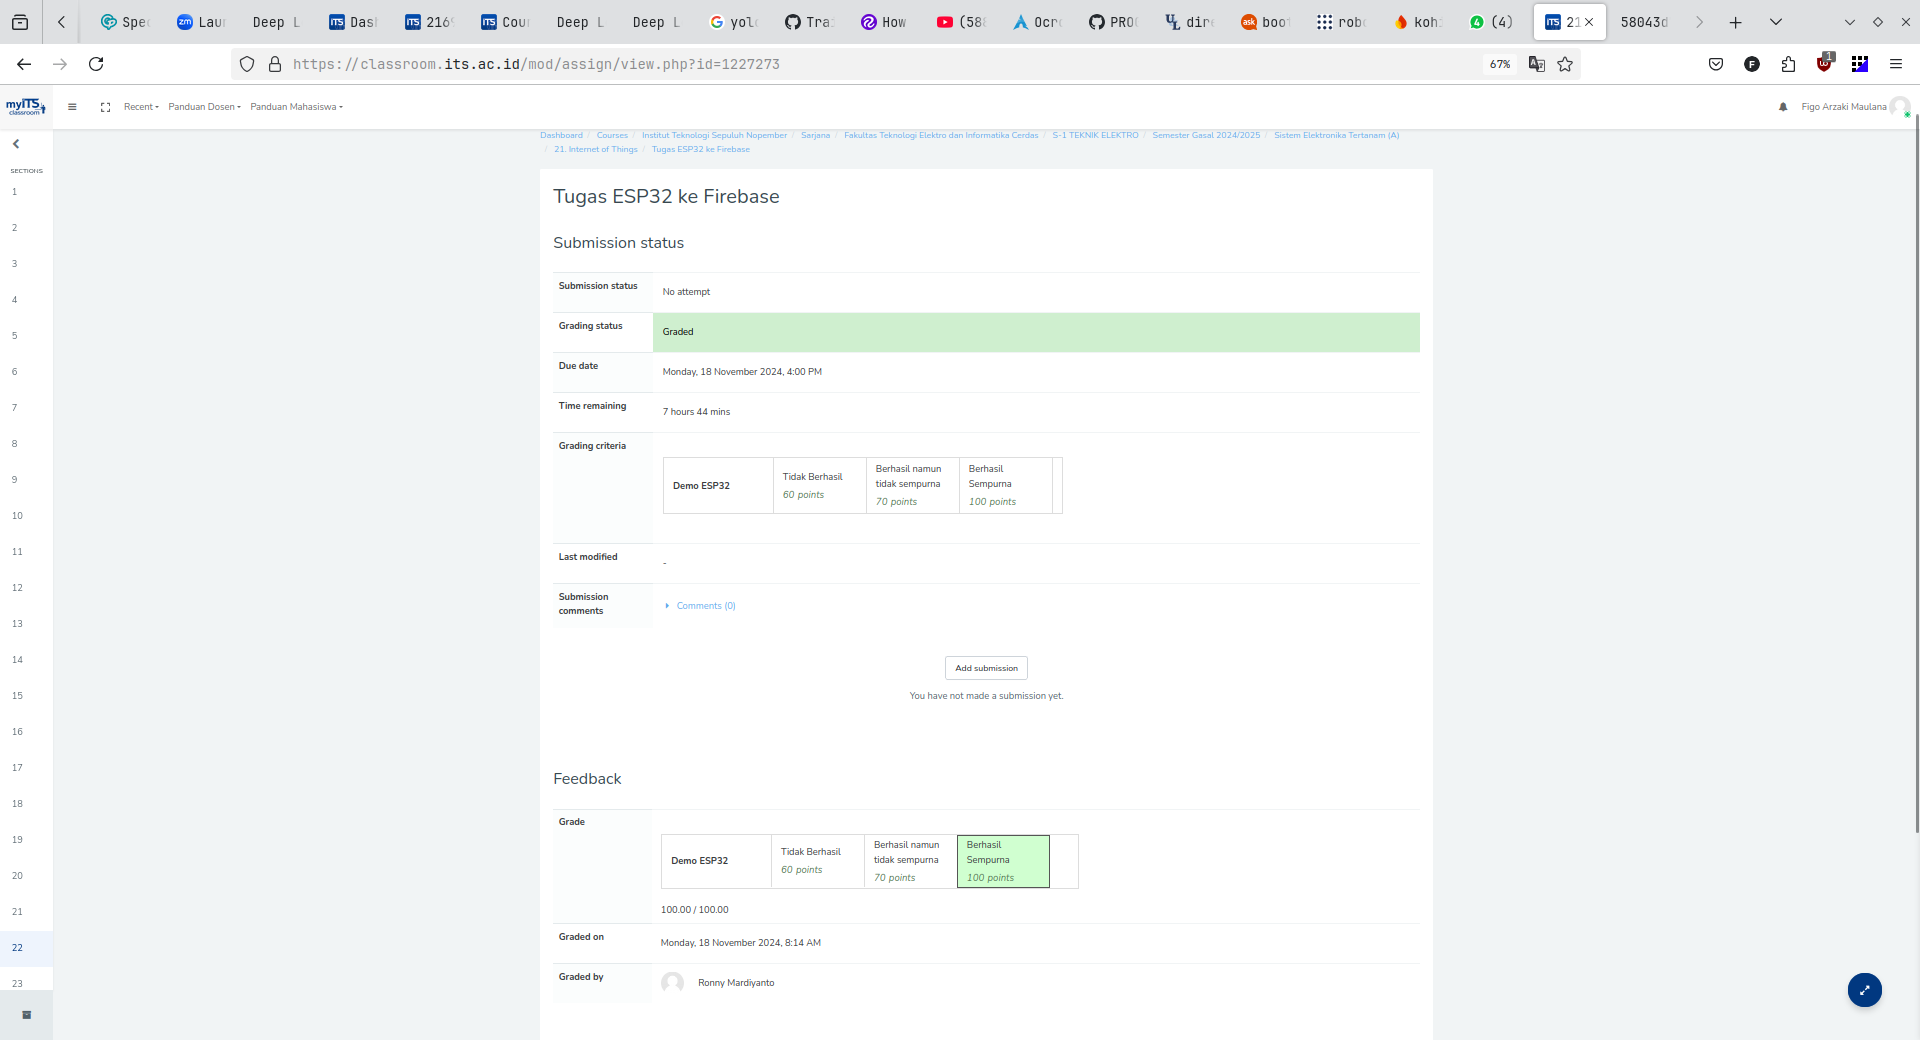 Spe
zm Lau
Deep L
ITS Das
ITS 216
ITS Cou
Deep L
Deep L
yol
Tra
How
(58
Ocr
PRO
dir
ask boo
rob
koh
4 (4)
ITS 21
58043d
https://classroom.its.ac.id/mod/assign/view.php?id=1227273
67%
F
1
myITS
classroom
Recent
Panduan Dosen
Panduan Mahasiswa
Figo Arzaki Maulana
Dashboard / Courses / Institut Teknologi Sepuluh Nopember / Sarjana / Fakultas Teknologi Elektro dan Informatika Cerdas / S-1 TEKNIK ELEKTRO / Semester Gasal 2024/2025 / Sistem Elektronika Tertanam (A)
/ 21. Internet of Things / Tugas ESP32 ke Firebase
SECTIONS
1
2
3
4
5
6
7
8
9
10
11
12
13
14
15
16
17
18
19
20
21
22
23
Tugas ESP32 ke Firebase
Submission status
Submission status
No attempt
Grading status
Graded
Due date
Monday, 18 November 2024, 4:00 PM
Time remaining
7 hours 44 mins
Grading criteria
Demo ESP32
Tidak Berhasil
60 points
Berhasil namun
tidak sempurna
70 points
Berhasil
Sempurna
100 points
Last modified
-
Submission
comments
Comments (0)
Add submission
You have not made a submission yet.
Feedback
Grade
Demo ESP32
Tidak Berhasil
60 points
Berhasil namun
tidak sempurna
70 points
Berhasil
Sempurna
100 points
100.00 / 100.00
Graded on
Monday, 18 November 2024, 8:14 AM
Graded by
Ronny Mardiyanto